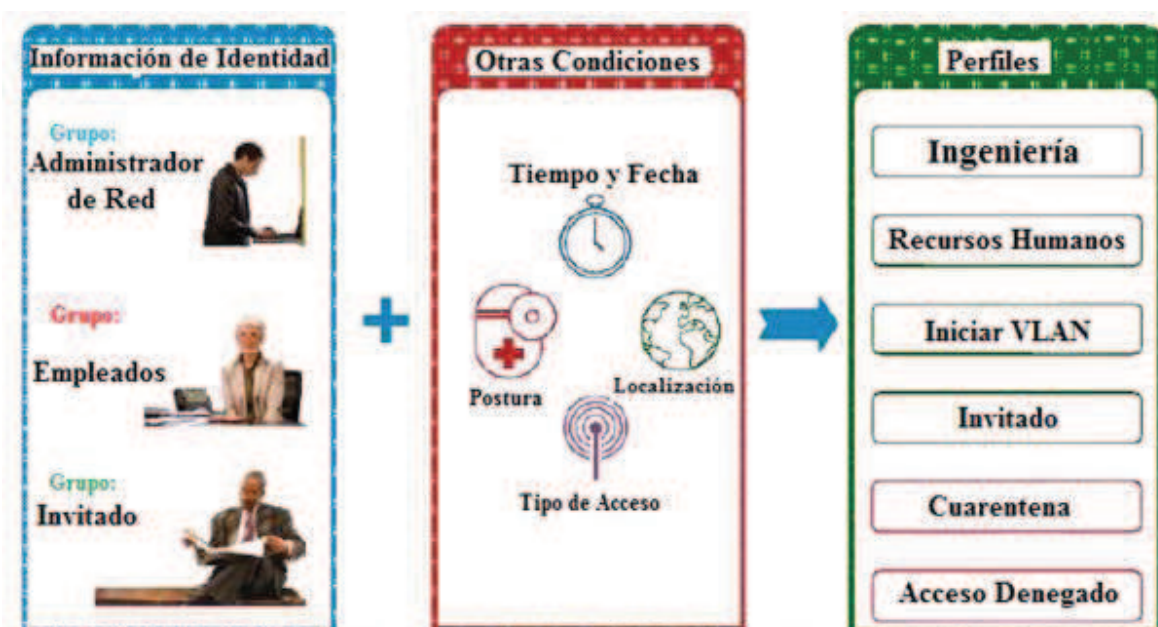 Información de Identidad
Grupo:
Administrador
de Red
Grupo:
Empleados
Grupo:
Invitado
Otras Condiciones
Tiempo y Fecha
Postura
Localización
Tipo de Acceso
Perfiles
Ingeniería
Recursos Humanos
Iniciar VLAN
Invitado
Cuarentena
Acceso Denegado